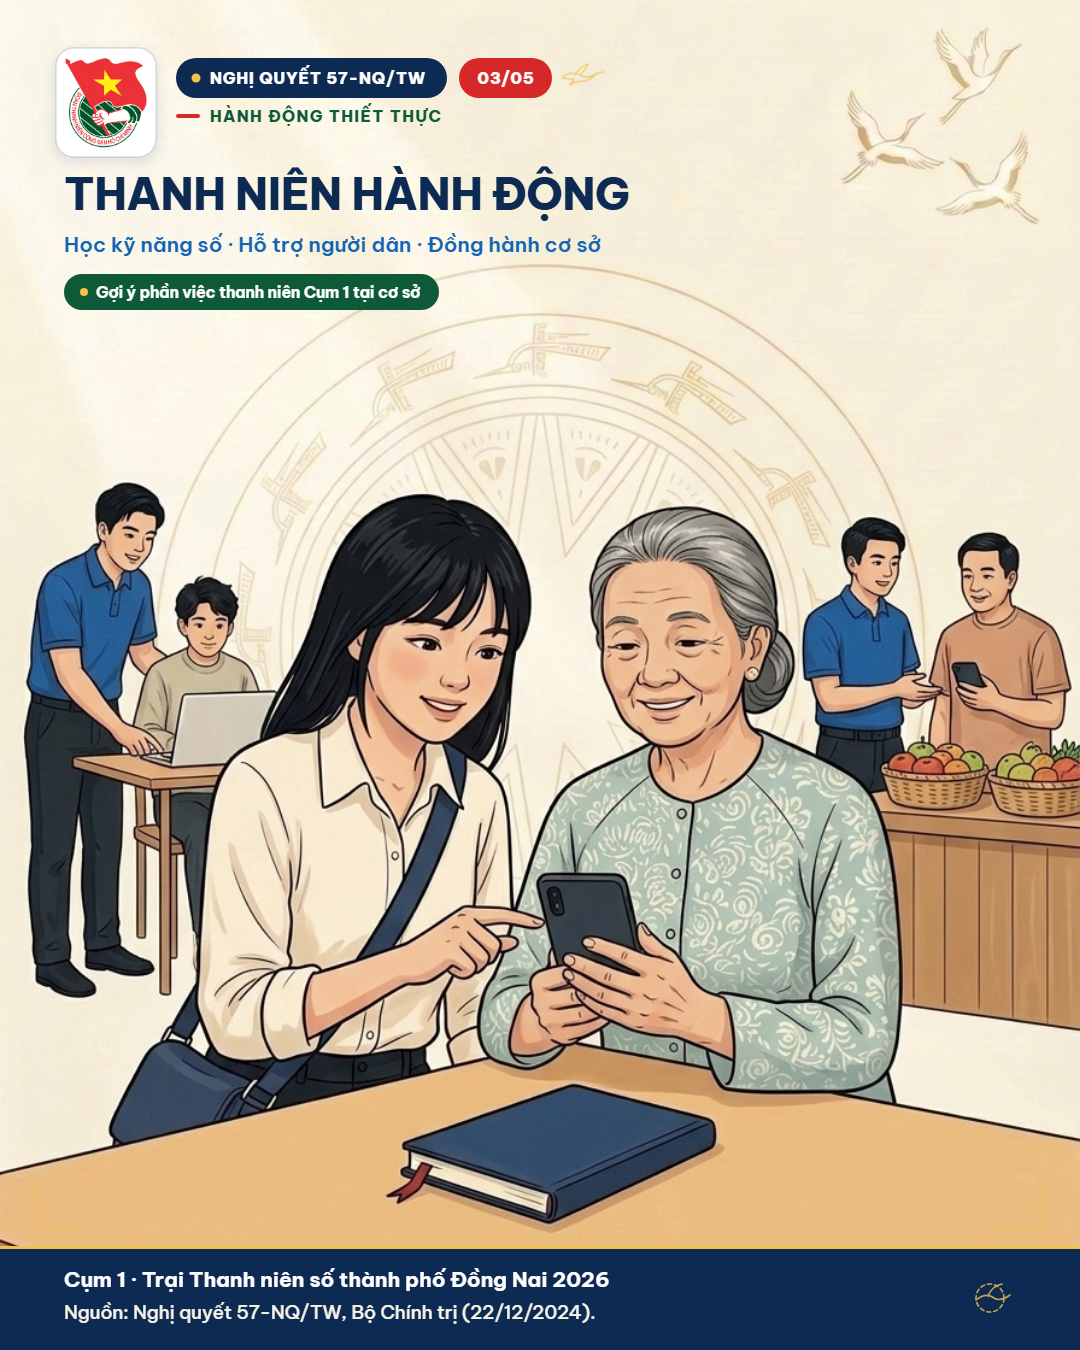 NGHỊ QUYẾT 57-NQ/TW
03/05
HÀNH ĐỘNG THIẾT THỰC
THANH NIÊN HÀNH ĐỘNG
Học kỹ năng số · Hỗ trợ người dân · Đồng hành cơ sở
Gợi ý phần việc thanh niên Cụm 1 tại cơ sở
Cụm 1 · Trại Thanh niên số thành phố Đồng Nai 2026
Nguồn: Nghị quyết 57-NQ/TW, Bộ Chính trị (22/12/2024).